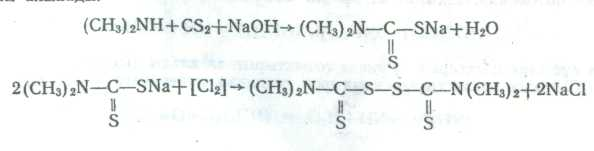 (CH₃)₂NH+CS₂+NaOH→(CH₃)₂N—C—SNa+H₂O
||
S
2(CH₃)₂N—C—SNa+[Cl₂]→(CH₃)₂N—C—S—S—C—N(CH₃)₂+2NaCl
|| || ||
S S S